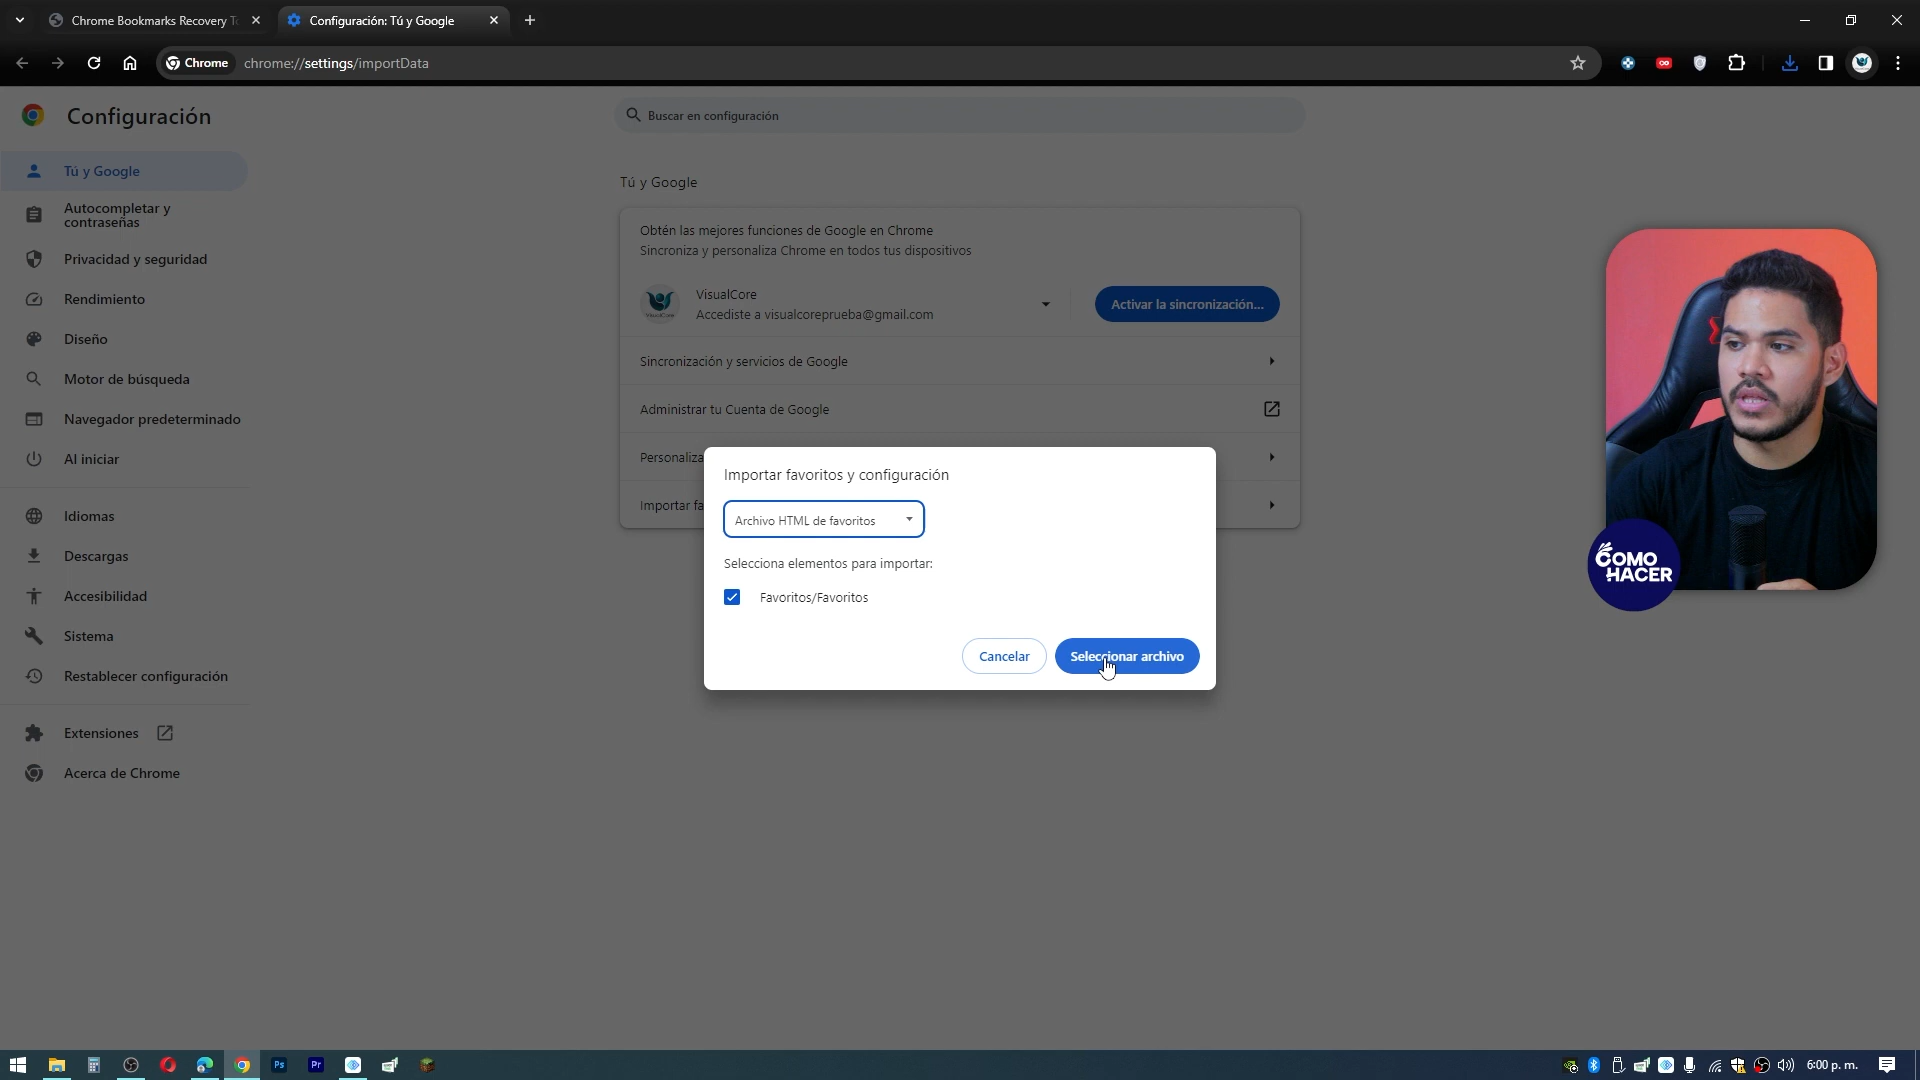 Chrome Bookmarks Recovery T
Configuración: Tú y Google
Chrome
chrome://settings/importData
Configuración
Buscar en configuración
Tú y Google
Autocompletar y
contraseñas
Privacidad y seguridad
Rendimiento
Diseño
Motor de búsqueda
Navegador predeterminado
Al iniciar
Idiomas
Descargas
Accesibilidad
Sistema
Restablecer configuración
Extensiones
Acerca de Chrome
Tú y Google
Obtén las mejores funciones de Google en Chrome
Sincroniza y personaliza Chrome en todos tus dispositivos
VisualCore
Accediste a visualcoreprueba@gmail.com
Activar la sincronización...
Sincronización y servicios de Google
Administrar tu Cuenta de Google
Personaliza
Importar fa
Importar favoritos y configuración
Archivo HTML de favoritos
Selecciona elementos para importar:
Favoritos/Favoritos
Cancelar
Seleccionar archivo
COMO
HACER
Ps
Pr
6:00 p. m.